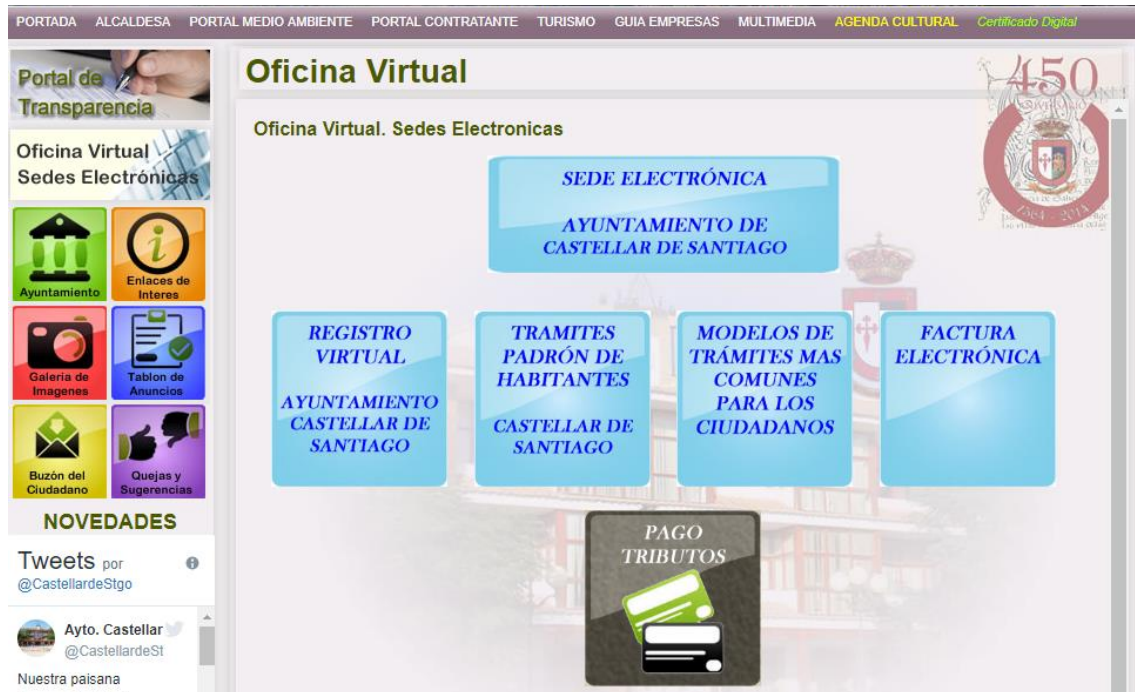 PORTADA ALCALDESA PORTAL MEDIO AMBIENTE PORTAL CONTRATANTE TURISMO GUIA EMPRESAS MULTIMEDIA AGENDA CULTURAL Certificado Digital
Portal de
Transparencia
Oficina Virtual
Sedes Electrónicas
Ayuntamiento
Enlaces de
Interes
Galeria de
Imagenes
Tablon de
Anuncios
Buzón del
Ciudadano
Quejas y
Sugerencias
NOVEDADES
Tweets por
@CastellardeStgo
Ayto. Castellar
@CastellardeSt
Nuestra paisana
Oficina Virtual
450
1564 - 2014
Oficina Virtual. Sedes Electronicas
SEDE ELECTRÓNICA
AYUNTAMIENTO DE
CASTELLAR DE SANTIAGO
REGISTRO
VIRTUAL
AYUNTAMIENTO
CASTELLAR DE
SANTIAGO
TRAMITES
PADRÓN DE
HABITANTES
CASTELLAR DE
SANTIAGO
MODELOS DE
TRÁMITES MAS
COMUNES
PARA LOS
CIUDADANOS
FACTURA
ELECTRÓNICA
PAGO
TRIBUTOS